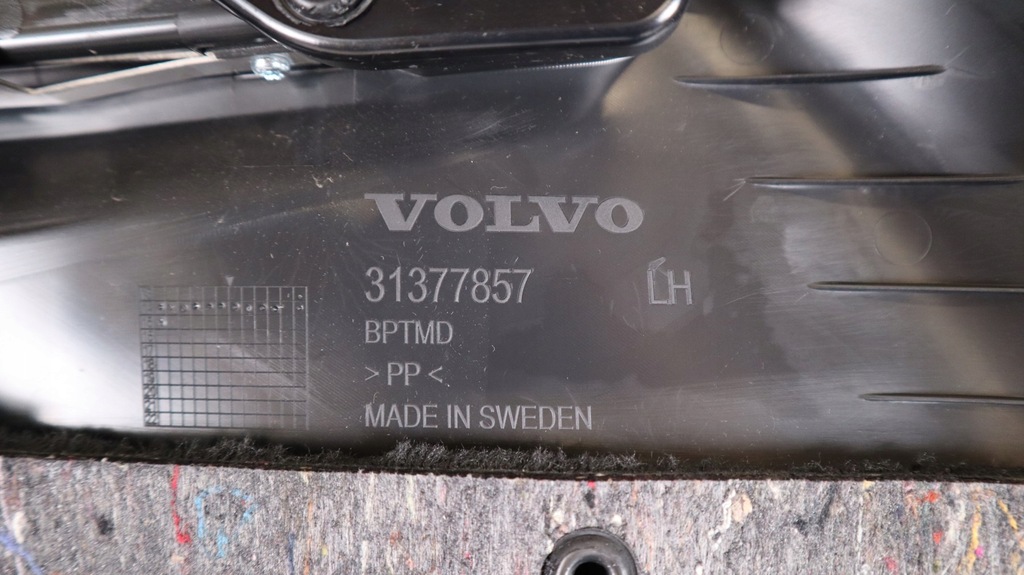 VOLVO
31377857 LH
BPTMD
>PP<
MADE IN SWEDEN